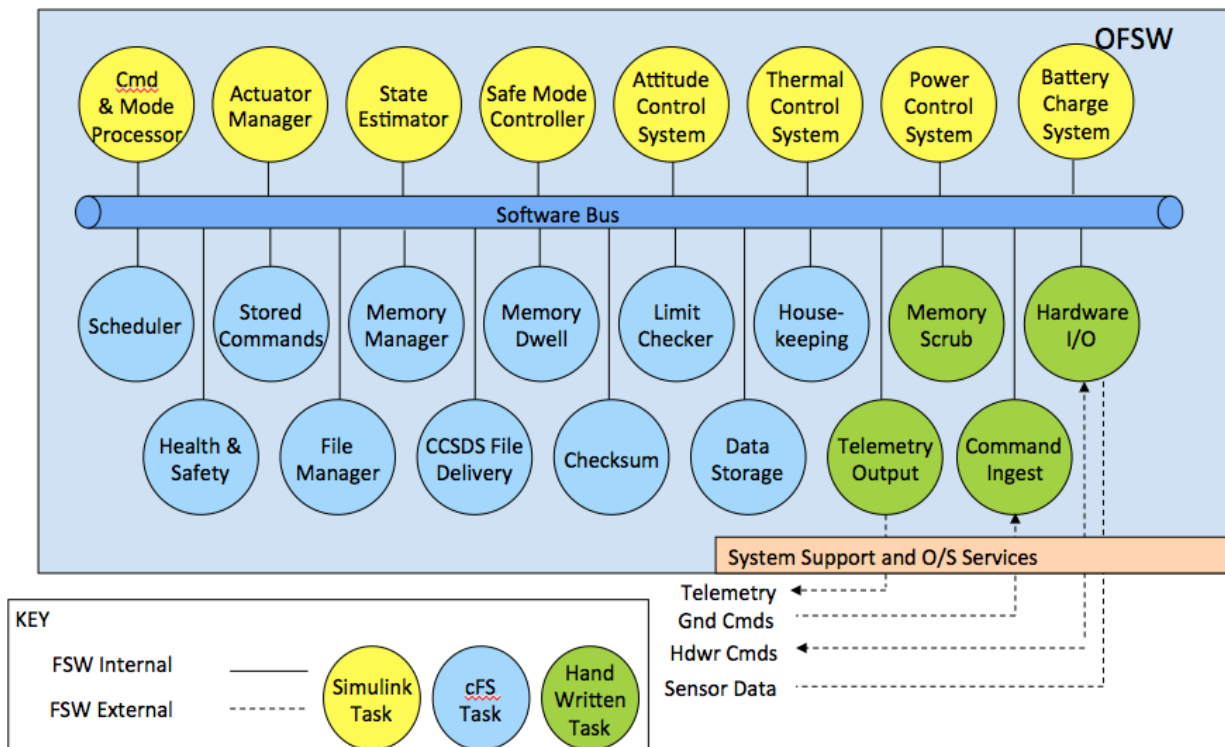 OFSW
Cmd
& Mode
Processor
Actuator
Manager
State
Estimator
Safe Mode
Controller
Attitude
Control
System
Thermal
Control
System
Power
Control
System
Battery
Charge
System
Software Bus
Scheduler
Stored
Commands
Memory
Manager
Memory
Dwell
Limit
Checker
House-
keeping
Memory
Scrub
Hardware
I/O
Health &
Safety
File
Manager
CCSDS File
Delivery
Checksum
Data
Storage
Telemetry
Output
Command
Ingest
System Support and O/S Services
Telemetry
Gnd Cmds
Hdwr Cmds
Sensor Data
KEY
FSW Internal
FSW External
Simulink
Task
cFS
Task
Hand
Written
Task